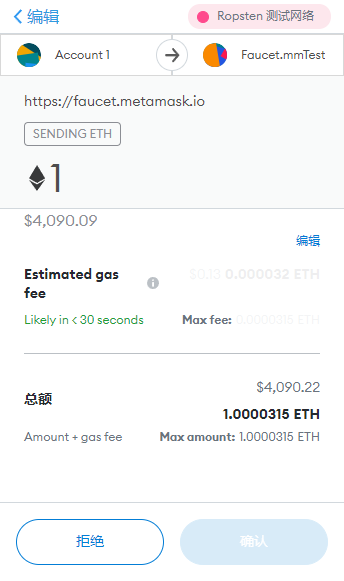 编辑
Ropsten 测试网络
Account 1
Faucet.mmTest
https://faucet.metamask.io
SENDING ETH
1
$4,090.09
编辑
Estimated gas fee
$0.13 0.000032 ETH
Likely in < 30 seconds
Max fee: 0.0000315 ETH
总额
$4,090.22
1.0000315 ETH
Amount + gas fee
Max amount: 1.0000315 ETH
拒绝
确认